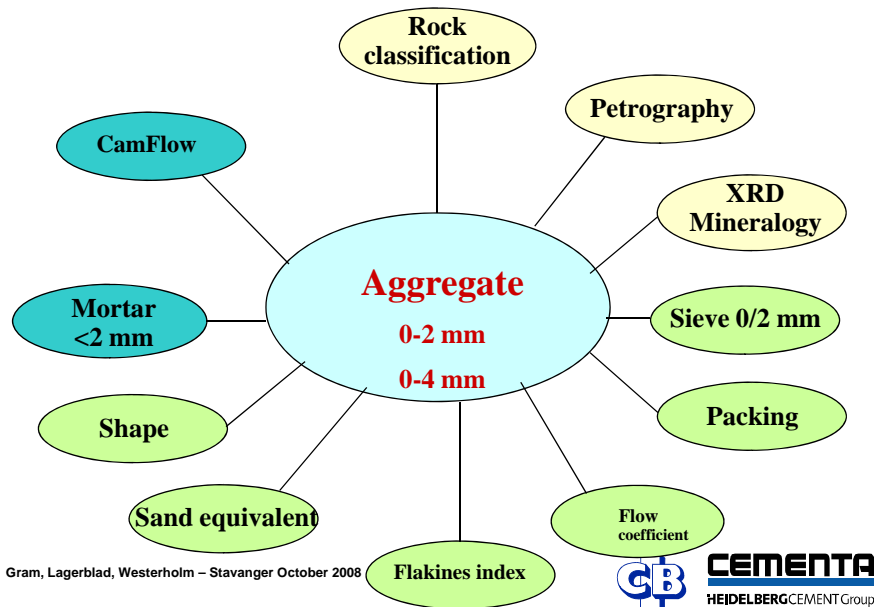 Rock
classification
Petrography
CamFlow
XRD
Mineralogy
Aggregate
0-2 mm
0-4 mm
Mortar
<2 mm
Sieve 0/2 mm
Shape
Packing
Sand equivalent
Flow
coefficient
Flakines index
Gram, Lagerblad, Westerholm – Stavanger October 2008
CB
CEMENTA
HEIDELBERGCEMENT Group